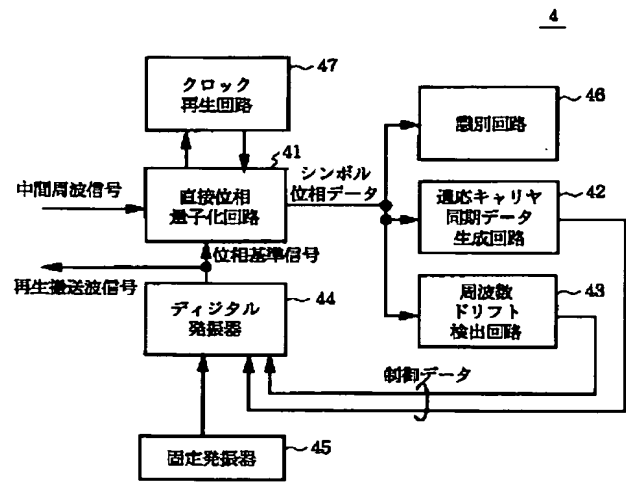 4
クロック
再生回路
47
41
中間周波信号
直接位相
量子化回路
シンボル
位相データ
識別回路
46
適応キャリヤ
同期データ
生成回路
42
位相基準信号
再生搬送波信号
ディジタル
発振器
44
周波数
ドリフト
検出回路
43
制御データ
固定発振器
45